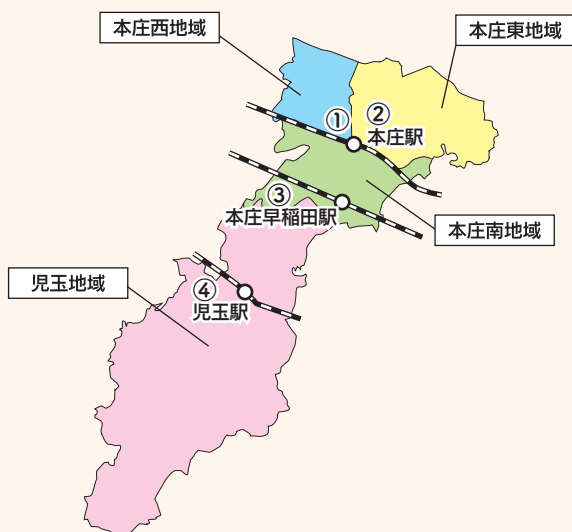 本庄西地域
本庄東地域
①
②
本庄駅
③
本庄早稲田駅
本庄南地域
児玉地域
④
児玉駅